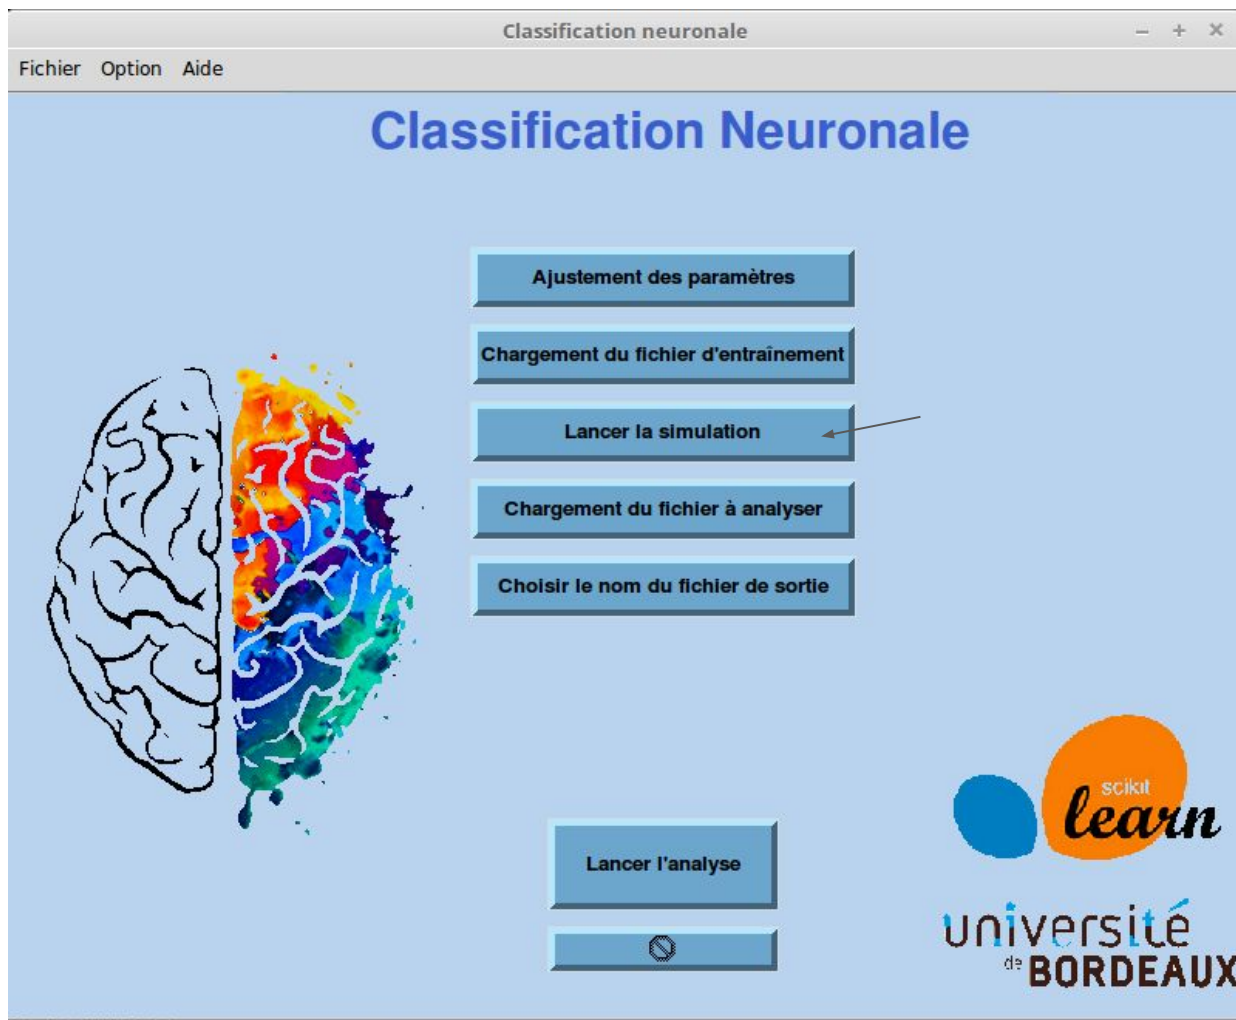 Classification neuronale
Fichier Option Aide
Classification Neuronale
Ajustement des paramètres
Chargement du fichier d'entraînement
Lancer la simulation
Chargement du fichier à analyser
Choisir le nom du fichier de sortie
Lancer l'analyse
scikit
learn
université
de BORDEAUX